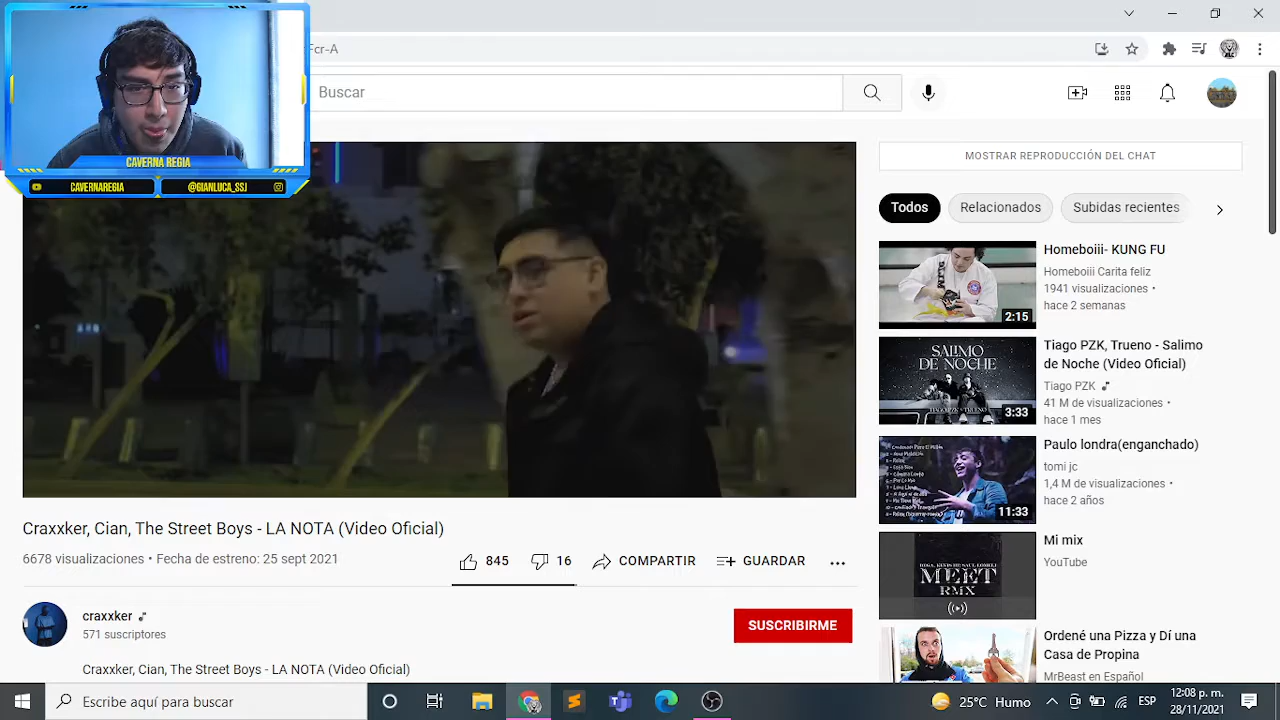 Fcr-A
Buscar
CAVERNA REGIA
CAVERNAREGIA
@GIANLUCA_SSJ
MOSTRAR REPRODUCCIÓN DEL CHAT
Todos
Relacionados
Subidas recientes
Homeboiii- KUNG FU
Homeboiii Carita feliz
1941 visualizaciones •
hace 2 semanas
2:15
Tiago PZK, Trueno - Salimo
de Noche (Video Oficial)
Tiago PZK
41 M de visualizaciones •
hace 1 mes
SALIMO
DE NOCHE
TIAGO PZK & TRUENO
3:33
Paulo londra(enganchado)
tomi jc
1,4 M de visualizaciones •
hace 2 años
11:33
Mi mix
YouTube
MEET
RMX
Ordené una Pizza y Dí una
Casa de Propina
MrBeast en Español
Craxxker, Cian, The Street Boys - LA NOTA (Video Oficial)
6678 visualizaciones • Fecha de estreno: 25 sept 2021
845
16
COMPARTIR
GUARDAR
craxxker
571 suscriptores
SUSCRIBIRME
Craxxker, Cian, The Street Boys - LA NOTA (Video Oficial)
Escribe aquí para buscar
25°C Humo
ESP
12:08 p. m.
28/11/2021